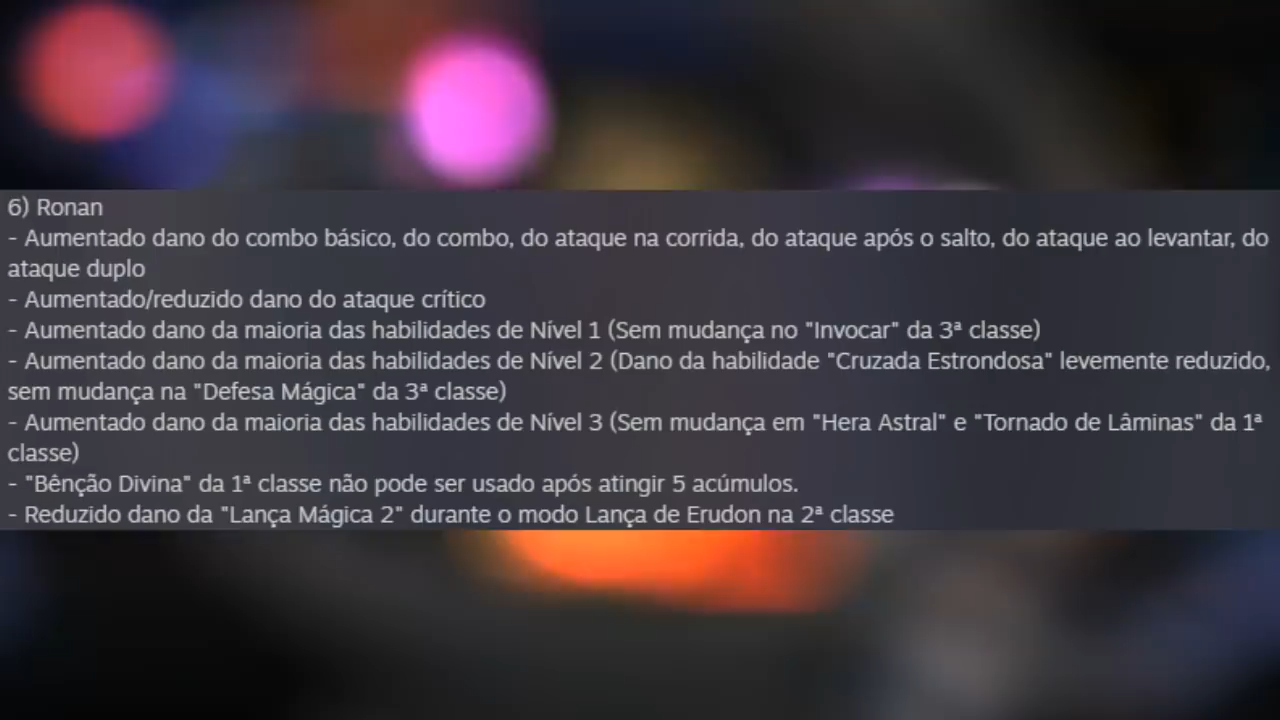 6) Ronan
- Aumentado dano do combo básico, do combo, do ataque na corrida, do ataque após o salto, do ataque ao levantar, do
ataque duplo
- Aumentado/reduzido dano do ataque crítico
- Aumentado dano da maioria das habilidades de Nível 1 (Sem mudança no "Invocar" da 3ª classe)
- Aumentado dano da maioria das habilidades de Nível 2 (Dano da habilidade "Cruzada Estrondosa" levemente reduzido,
sem mudança na "Defesa Mágica" da 3ª classe)
- Aumentado dano da maioria das habilidades de Nível 3 (Sem mudança em "Hera Astral" e "Tornado de Lâminas" da 1ª
classe)
- "Bênção Divina" da 1ª classe não pode ser usado após atingir 5 acúmulos.
- Reduzido dano da "Lança Mágica 2" durante o modo Lança de Erudon na 2ª classe